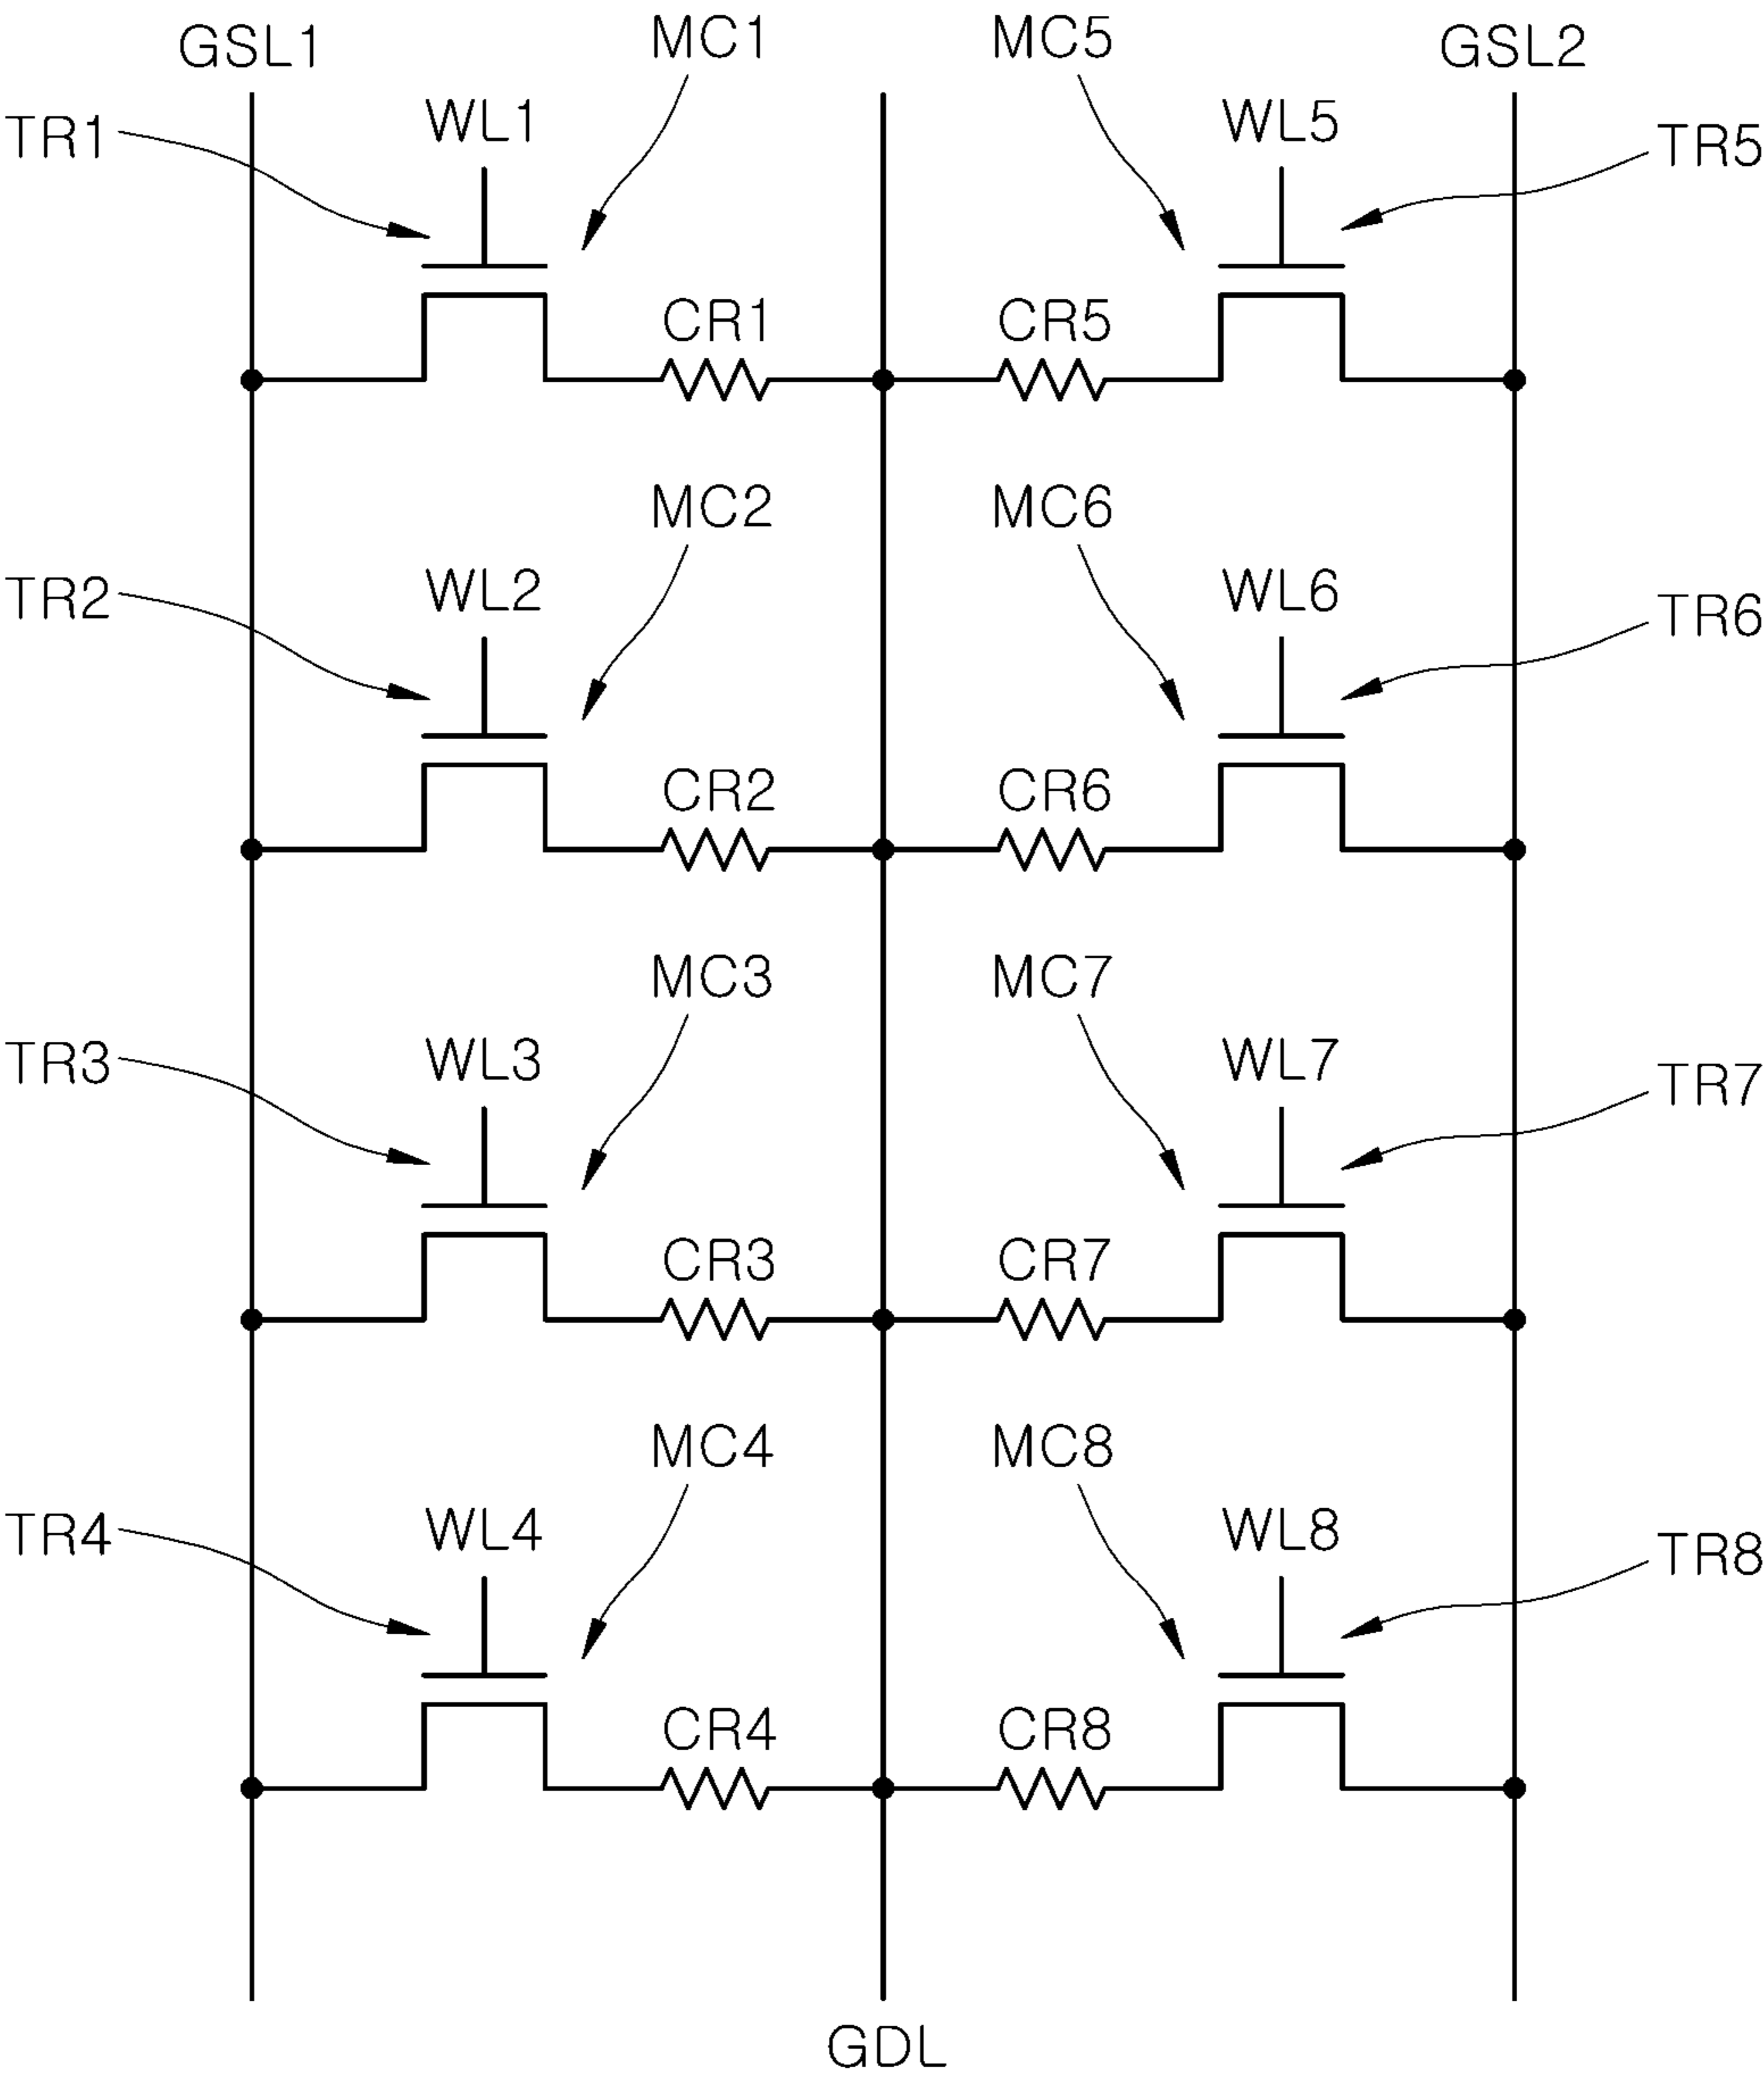 GSL1 MC1 MC5 GSL2
TR1 WL1 WL5 TR5
CR1 CR5
MC2 MC6
TR2 WL2 WL6 TR6
CR2 CR6
MC3 MC7
TR3 WL3 WL7 TR7
CR3 CR7
MC4 MC8
TR4 WL4 WL8 TR8
CR4 CR8
GDL